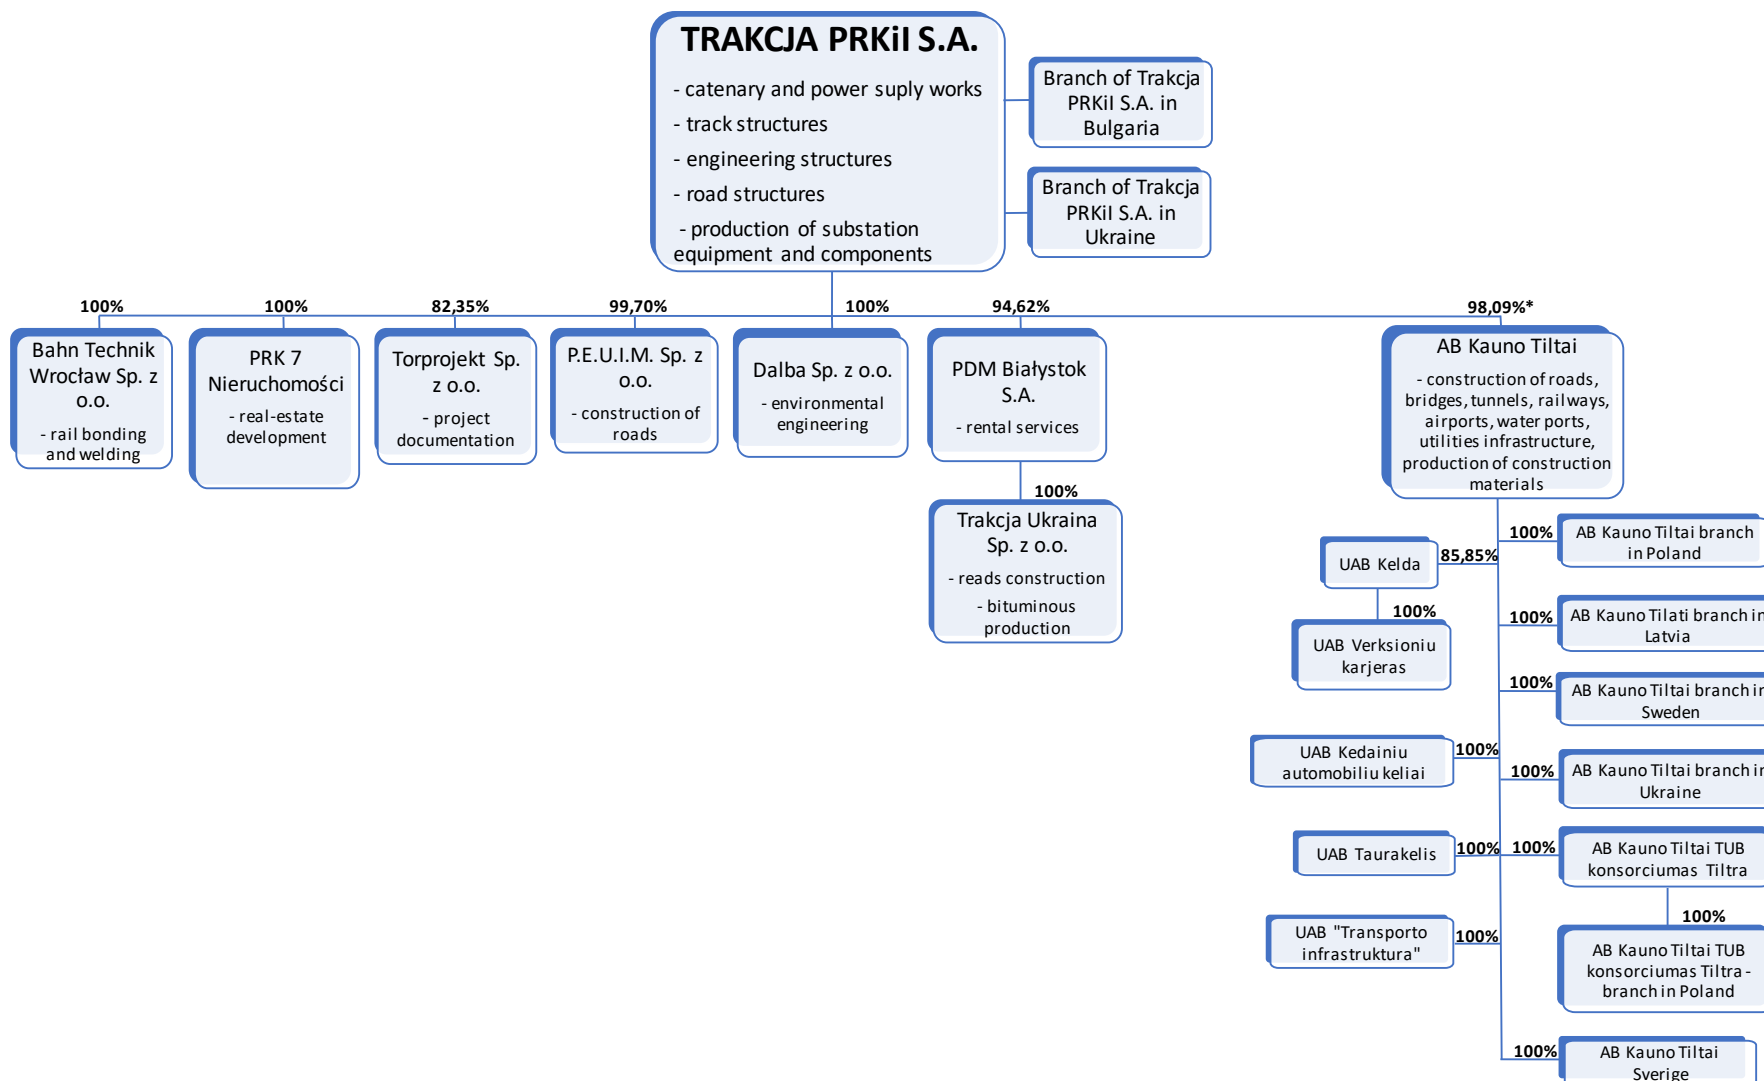 TRAKCJA PRKiI S.A.
- catenary and power suply works
- track structures
- engineering structures
- road structures
- production of substation
equipment and components
Branch of Trakcja
PRKiI S.A. in
Bulgaria
Branch of Trakcja
PRKiI S.A. in
Ukraine
100%
100%
82,35%
99,70%
100%
94,62%
98,09%*
Bahn Technik
Wrocław Sp. z
o.o.
- rail bonding
and welding
PRK 7
Nieruchomości
- real-estate
development
Torprojekt Sp.
z o.o.
- project
documentation
P.E.U.I.M. Sp. z
o.o.
- construction of
roads
Dalba Sp. z o.o.
- environmental
engineering
PDM Białystok
S.A.
- rental services
100%
Trakcja Ukraina
Sp. z o.o.
- reads construction
- bituminous
production
AB Kauno Tiltai
- construction of roads,
bridges, tunnels, railways,
airports, water ports,
utilities infrastructure,
production of construction
materials
85,85%
UAB Kelda
100%
UAB Verksioniu
karjeras
100%
UAB Kedainiu
automobiliu keliai
100%
UAB Taurakelis
100%
UAB "Transporto
infrastruktura"
100%
AB Kauno Tiltai branch
in Poland
100%
AB Kauno Tilati branch in
Latvia
100%
AB Kauno Tiltai branch in
Sweden
100%
AB Kauno Tiltai branch in
Ukraine
100%
AB Kauno Tiltai TUB
konsorciumas Tiltra
100%
AB Kauno Tiltai TUB
konsorciumas Tiltra -
branch in Poland
100%
AB Kauno Tiltai
Sverige